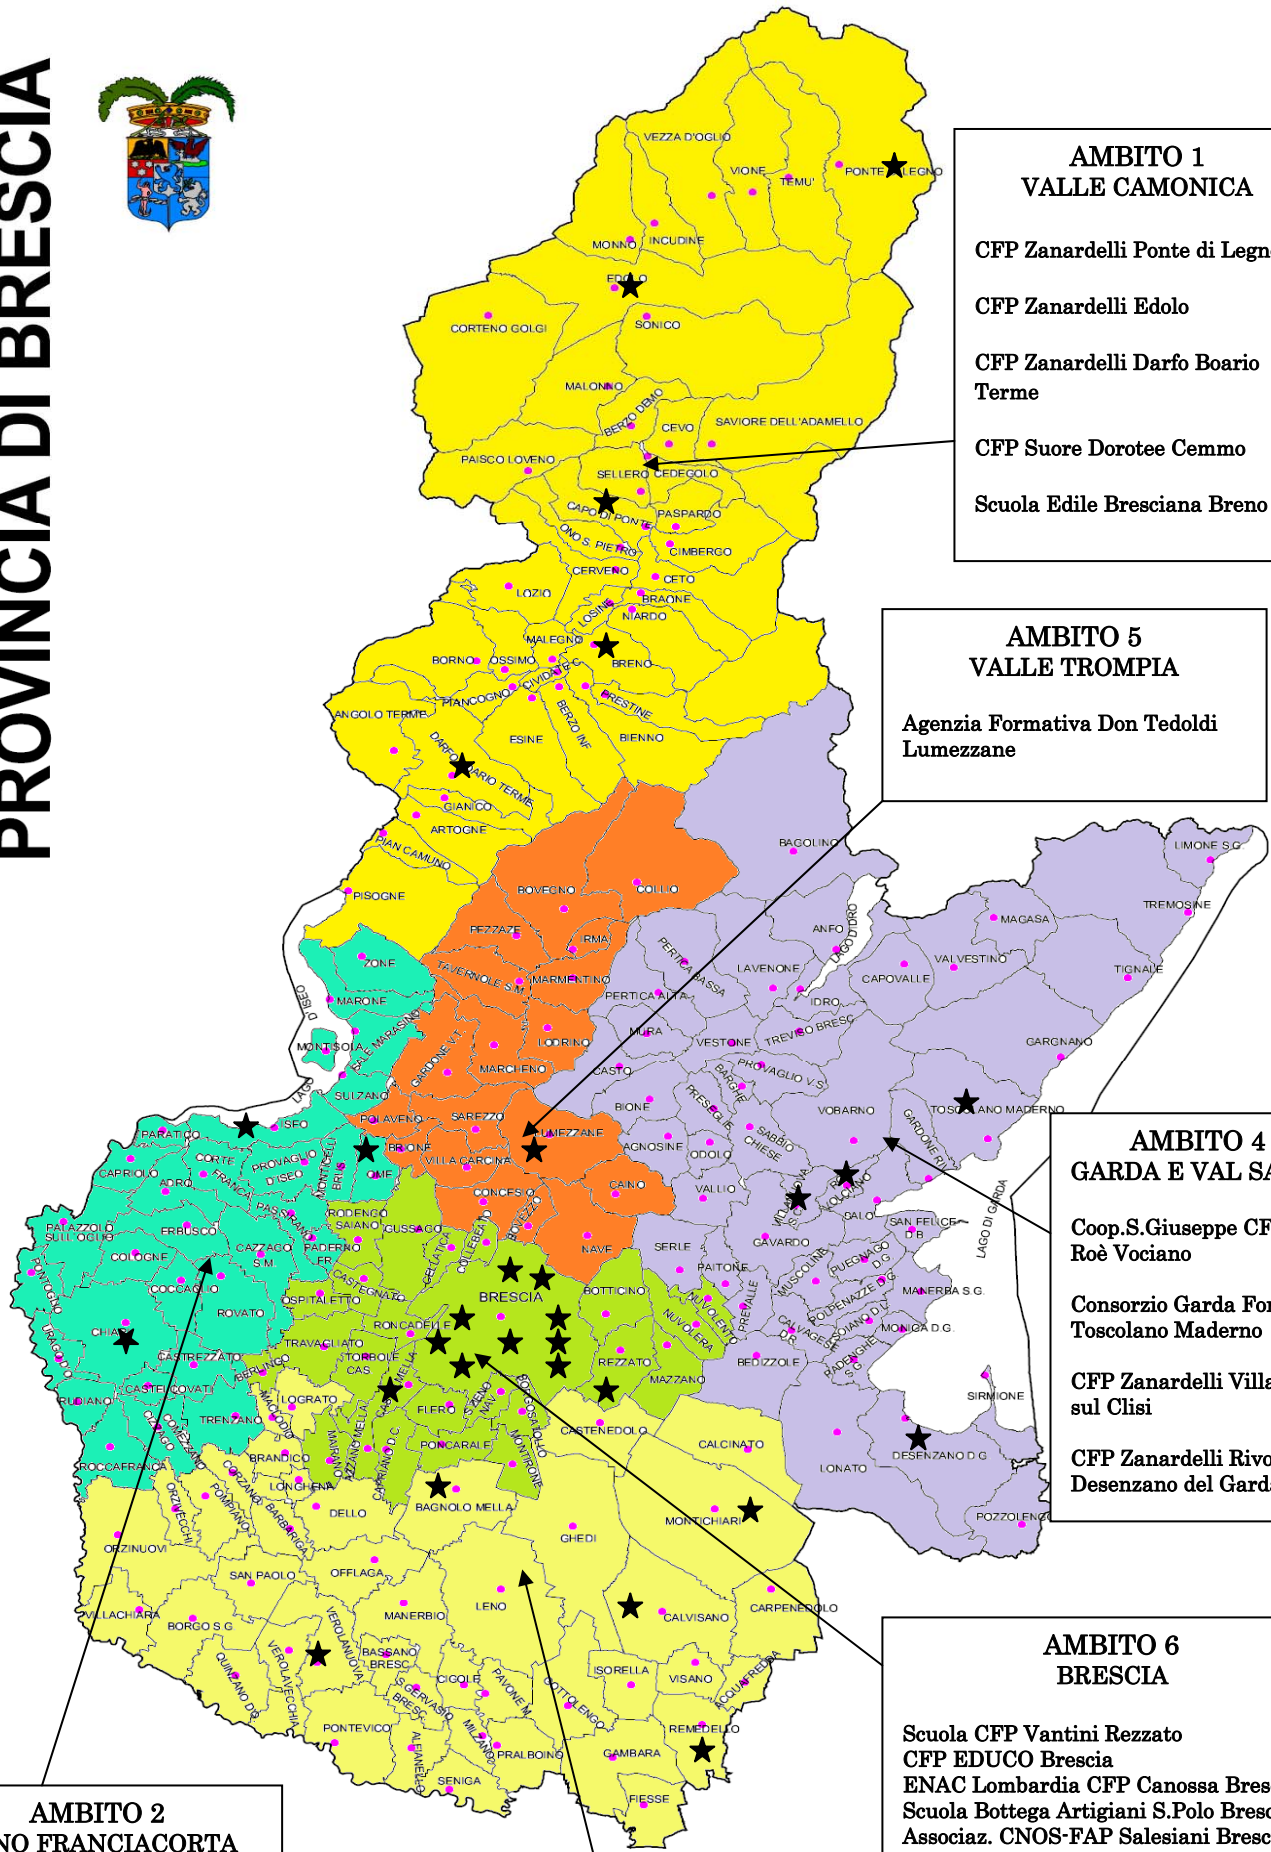 PROVINCIA DI BRESCIA
AMBITO 1
VALLE CAMONICA
CFP Zanardelli Ponte di Legn
CFP Zanardelli Edolo
CFP Zanardelli Darfo Boario
Terme
CFP Suore Dorotee Cemmo
Scuola Edile Bresciana Breno
AMBITO 5
VALLE TROMPIA
Agenzia Formativa Don Tedoldi
Lumezzane
AMBITO 4
GARDA E VAL SA
Coop.S.Giuseppe CF
Roè Vociano
Consorzio Garda For
Toscolano Maderno
CFP Zanardelli Villa
sul Clisi
CFP Zanardelli Rivo
Desenzano del Garda
AMBITO 6
BRESCIA
Scuola CFP Vantini Rezzato
CFP EDUCO Brescia
ENAC Lombardia CFP Canossa Bres
Scuola Bottega Artigiani S.Polo Bresc
Associaz. CNOS-FAP Salesiani Bresc
AMBITO 2
NO FRANCIACORTA
VEZZA D'OGLIO
VIONE
TEMU'
PONTE LEGNO
MONNO
INCUDINE
EDOLO
CORTENO GOLGI
SONICO
MALONNO
BERZO DEMO
CEVO
SAVIORE DELL'ADAMELLO
PAISCO LOVENO
SELLERO
CEDEGOLO
CAPO DI PONTE
PASPARDO
ONO S. PIETRO
CIMBERGO
CERVENO
CETO
LOZIO
BRAONE
LOSINE
NIARDO
MALEGNO
BORNO
OSSIMO
CIVIDATE C.
BRENO
PIANCOGNO
PRESTINE
ANGOLO TERME
BERZO INF
ESINE
BIENNO
DARFO BOARIO TERME
GIANICO
ARTOGNE
PIAN CAMUNO
PISOGNE
BAGOLINO
LIMONE S.G.
BOVEGNO
COLLIO
TREMOSINE
MAGASA
PEZZAZE
IRMA
ANFO
LAGO D'IDRO
ZONE
TAVERNOLE S.M.
MARMENTINO
PERTICA BASSA
LAVENONE
CAPOVALLE
VALVESTINO
TIGNALE
MARONE
PERTICA ALTA
IDRO
LAGO
D'ISEO
MONTISOLA
SALE MARASINO
LODRINO
MURA
VESTONE
TREVISO BRESC.
GARGNANO
GARDONE V.T.
MARCHENO
CASTO
PROVAGLIO V.S.
BARGHE
SULZANO
BIONE
PRESEGLIE
VOBARNO
TOSCOLANO MADERNO
POLAVENO
SAREZZO
LUMEZZANE
AGNOSINE
SABBIO
CHIESE
GARDONE RIV.
ISEO
PARATICO
BRIONE
ODOLO
CORTE
FRANCA
PROVAGLIO
D'ISEO
MONTICELLI
BRUS
OME
VILLA CARCINA
CAPRIOLO
ADRO
CONCESIO
CAINO
VALLIO
SALO'
LAGO DI GARDA
PASSIRANO
RODENGO
SAIANO
GUSSAGO
BOVEZZO
NAVE
PALAZZOLO
SULL'OGLIO
ERBUSCO
CELLATICA
COLLEBEATO
SERLE
GAVARDO
SAN FELICE
D.B.
COLOGNE
CAZZAGO
S.M.
PADERNO
FR.
PAITONE
MUSCOLINE
PUEGNAGO
D.G.
PONTOGLIO
COCCAGLIO
CASTEGNATO
BRESCIA
BOTTICINO
POLPENAZZE D.G.
MANERBA S.G.
OSPITALETTO
NUVOLENTO
PREVALLE
ROVATO
RONCADELLE
NUVOLERA
MONIGA D.G.
CHIARI
TRAVAGLIATO
REZZATO
BEDIZZOLE
PADENGHE
S.G.
URAGO D.O.
CASTREZZATO
BERLINGO
TORBOLE
CAS.
MAZZANO
RUDIANO
CASTELCOVATI
LOGRATO
FLERO
S.ZENO
NAV.
BORGOSATOLLO
SIRMIONE
TRENZANO
MACLODIO
CASTENEDOLO
COMEZZANO
CIZZAGO
BRANDICO
PONCARALE
MONTIRONE
CALCINATO
LONATO
DESENZANO D.G.
ROCCAFRANCA
LONGHENA
CAPRIANO D.C.
BAGNOLO MELLA
MONTICHIARI
POZZOLENGO
ORZIVECCHI
POMPIANO
CORZANO
BARBARIGA
DELLO
GHEDI
ORZINUOVI
OFFLAGA
SAN PAOLO
LENO
CARPENEDOLO
VILLACHIARA
BORGO S.G.
MANERBIO
CALVISANO
VEROLANUOVA
VEROLAVECCHIA
BASSANO
BRESC.
QUINZANO D'O.
S.GERVASIO
BRESC.
CIGOLE
PAVONE M.
GOTTOLENGO
ISORELLA
VISANO
ACQUAFREDDA
PONTEVICO
ALFIANELLO
MILZANO
PRALBOINO
GAMBARA
REMEDELLO
SENIGA
FIESSE